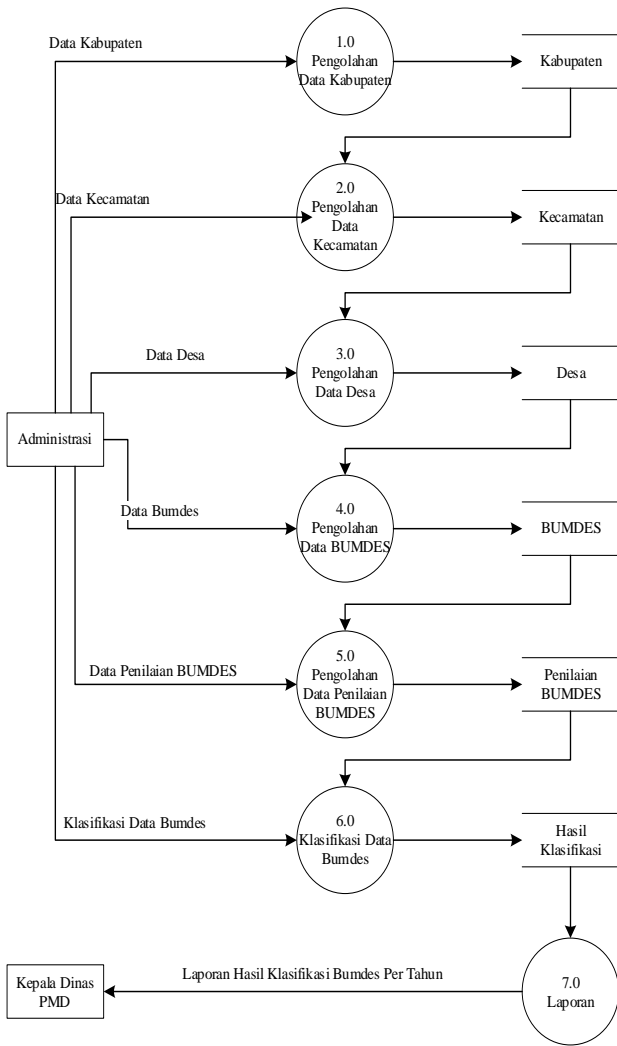 Data Kabupaten
1.0
Pengolahan
Data Kabupaten
Kabupaten
Data Kecamatan
2.0
Pengolahan
Data
Kecamatan
Kecamatan
Data Desa
3.0
Pengolahan
Data Desa
Desa
Administrasi
Data Bumdes
4.0
Pengolahan
Data BUMDES
BUMDES
Data Penilaian BUMDES
5.0
Pengolahan
Data Penilaian
BUMDES
Penilaian
BUMDES
Klasifikasi Data Bumdes
6.0
Klasifikasi Data
Bumdes
Hasil
Klasifikasi
Kepala Dinas
PMD
Laporan Hasil Klasifikasi Bumdes Per Tahun
7.0
Laporan